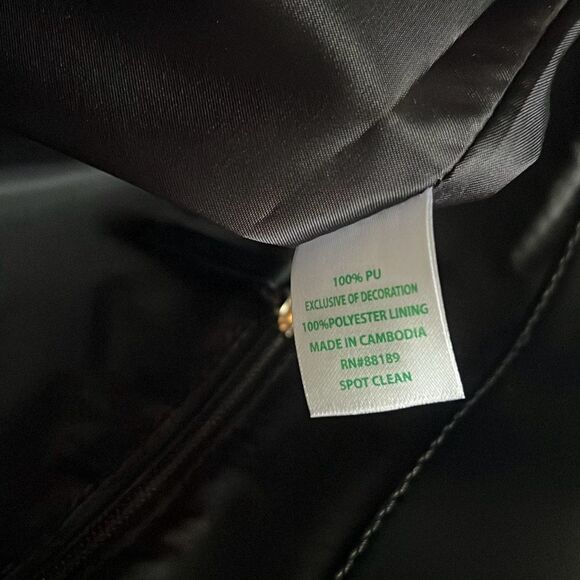 100% PU
EXCLUSIVE OF DECORATION
100%POLYESTER LINING
MADE IN CAMBODIA
RN#88189
SPOT CLEAN